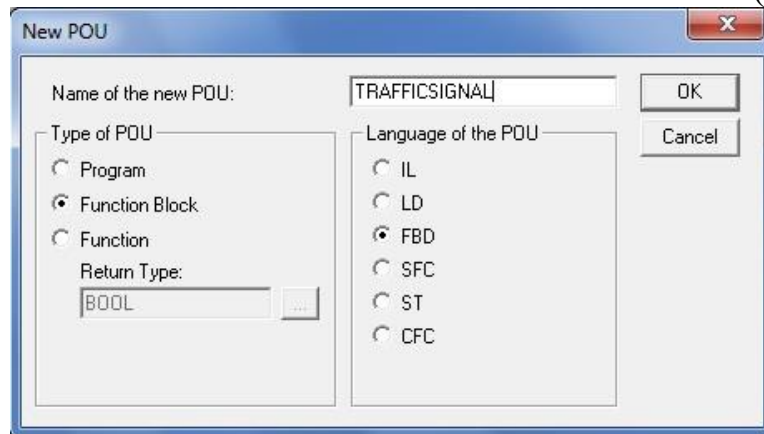 New POU
Name of the new POU:
TRAFFICSIGNAL
OK
Cancel
Type of POU
Program
Function Block
Function
Return Type:
BOOL
...
Language of the POU
IL
LD
FBD
SFC
ST
CFC